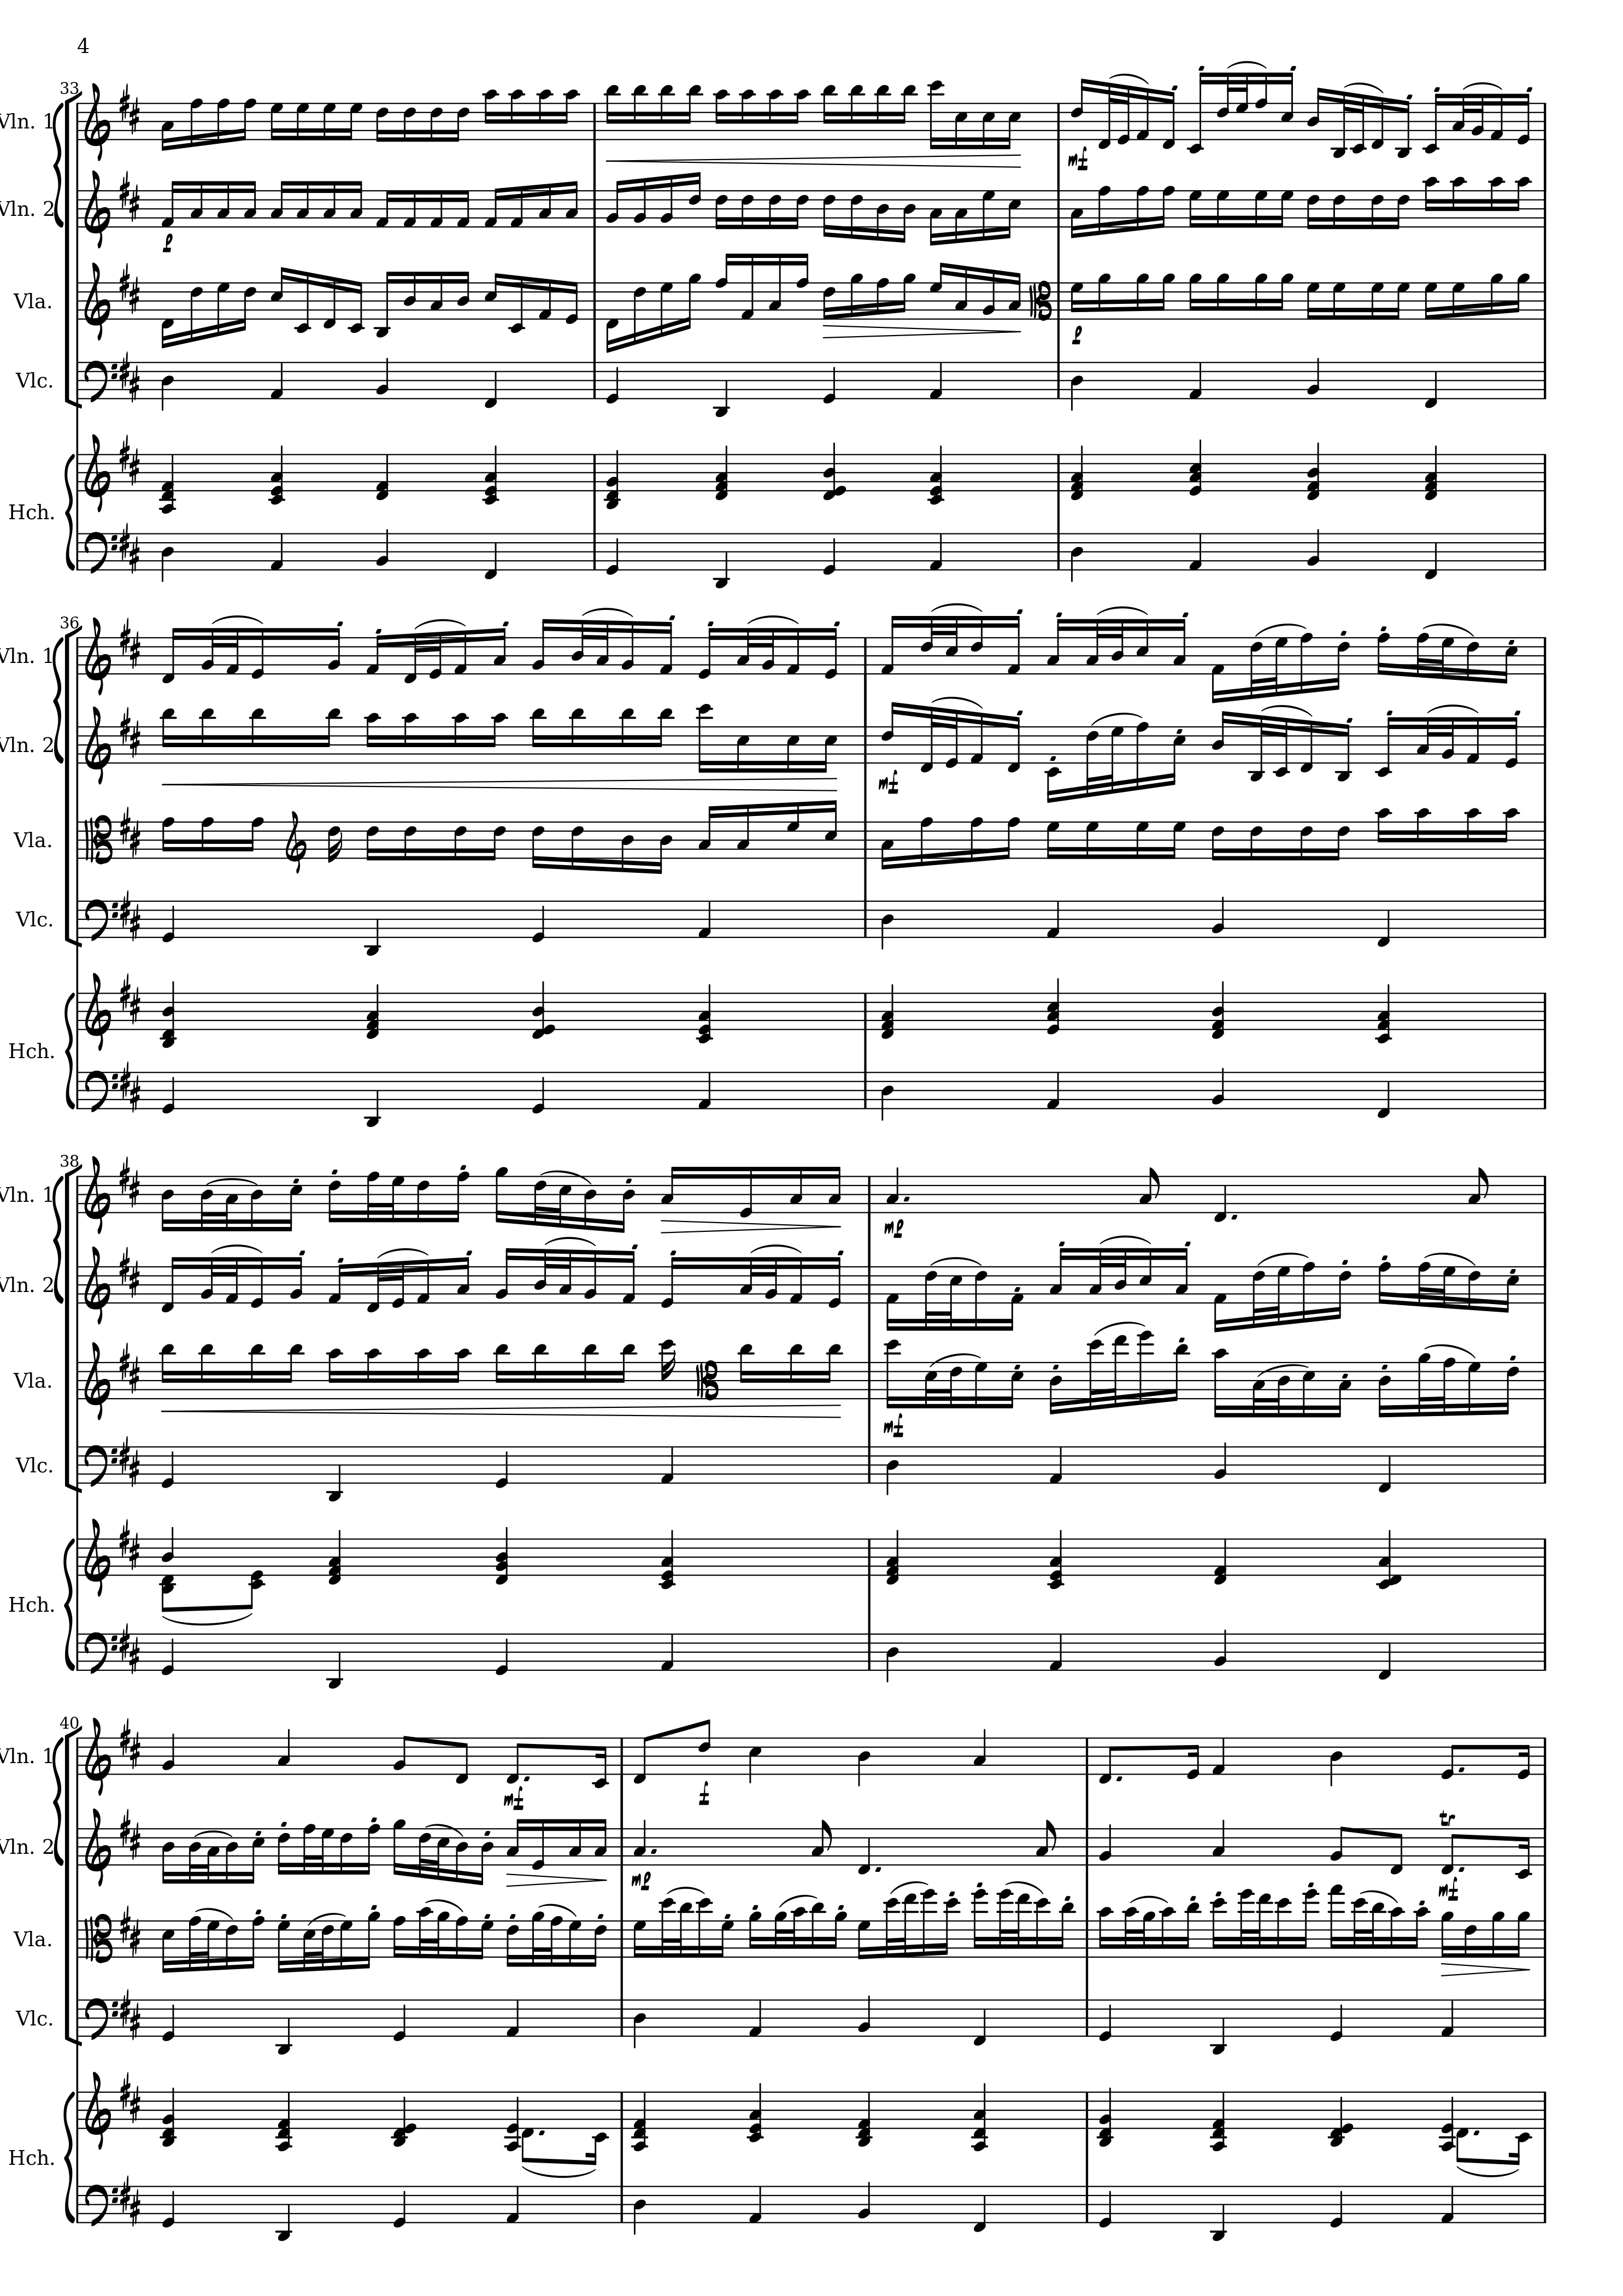 4
33
Vln. 1
Vln. 2
Vla.
Vlc.
Hch.
mf
p
p
36
Vln. 1
Vln. 2
Vla.
Vlc.
Hch.
mf
38
Vln. 1
Vln. 2
Vla.
Vlc.
Hch.
mp
mf
40
Vln. 1
Vln. 2
Vla.
Vlc.
Hch.
mf
f
tr
mp
mf